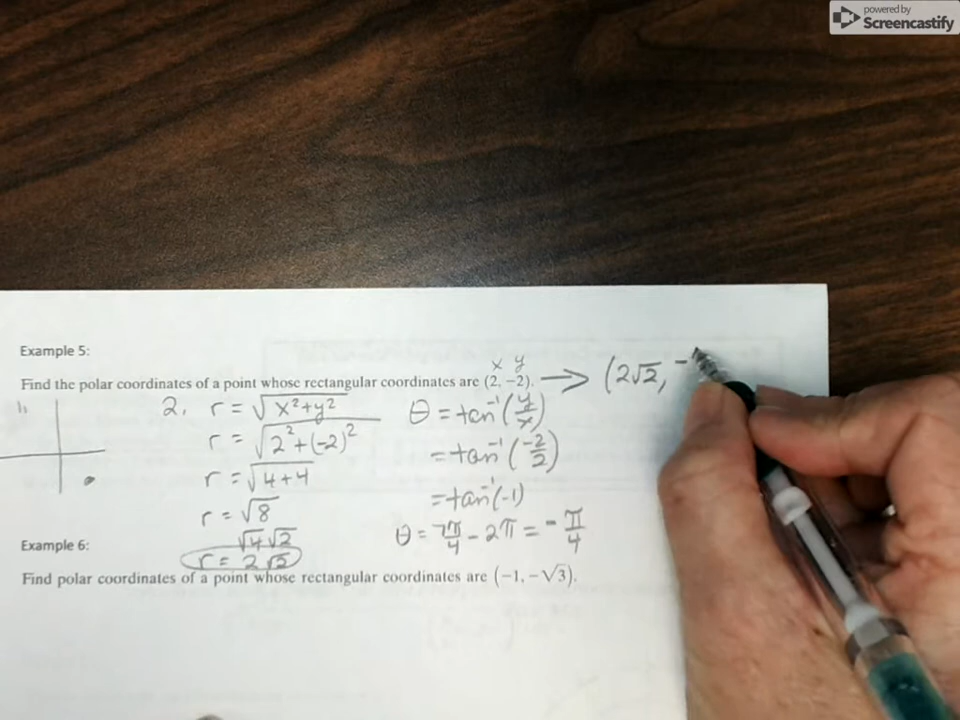 powered by
Screencastify
Example 5:
x y
Find the polar coordinates of a point whose rectangular coordinates are (2, −2). → (2√2, −
1. 2. r = √x²+y² θ = tan⁻¹(y/x)
r = √2²+(-2)² = tan⁻¹(-2/2)
r = √4+4 = tan⁻¹(-1)
r = √8 θ = 7π/4 - 2π = -π/4
√4√2
r = 2√2
Example 6:
Find polar coordinates of a point whose rectangular coordinates are (−1, −√3).